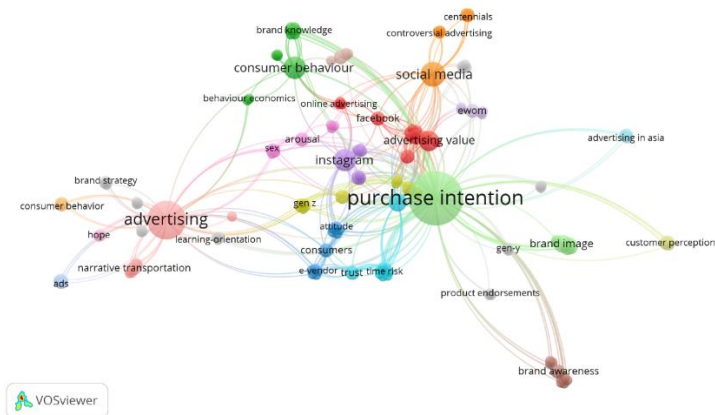 centennials
brand knowledge
controversial advertising
consumer behaviour
social media
behaviour economics
online advertising
ewom
facebook
advertising value
advertising in asia
arousal
sex
instagram
brand strategy
purchase intention
consumer behavior
gen z
advertising
attitude
hope
learning-orientation
consumers
gen-y
brand image
customer perception
narrative transportation
e-vendor
trust
time risk
ads
product endorsements
brand awareness
VOSviewer